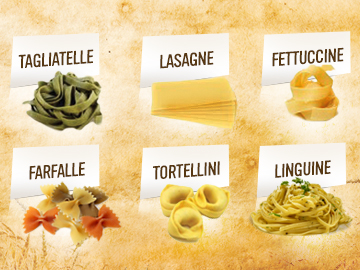 TAGLIATELLE
LASAGNE
FETTUCCINE
FARFALLE
TORTELLINI
LINGUINE